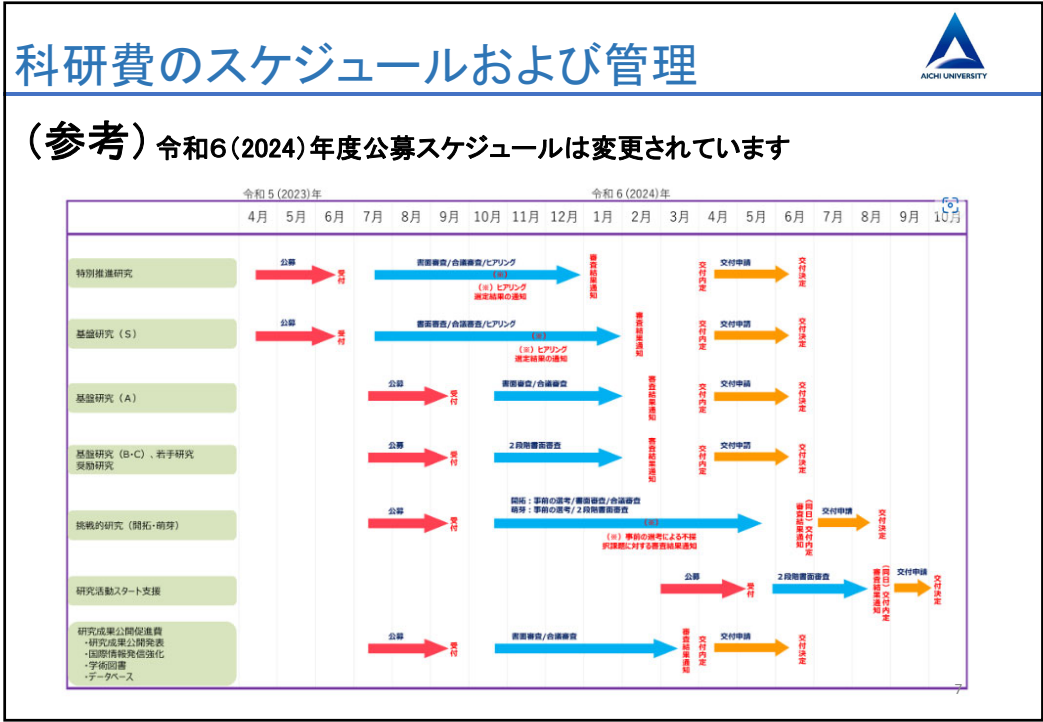 科研費のスケジュールおよび管理
AICHI UNIVERSITY
(参考) 令和6(2024)年度公募スケジュールは変更されています
令和5(2023)年
令和6(2024)年
4月 5月 6月 7月 8月 9月 10月 11月 12月 1月 2月 3月 4月 5月 6月 7月 8月 9月 10月
特別推進研究
公募
受付
書面審査/合議審査/ヒアリング
(※)
(※)ヒアリング
選定結果の通知
審査結果通知
交付内定
交付申請
交付決定
基盤研究(S)
公募
受付
書面審査/合議審査/ヒアリング
(※)
(※)ヒアリング
選定結果の通知
審査結果通知
交付内定
交付申請
交付決定
基盤研究(A)
公募
受付
書面審査/合議審査
審査結果通知
交付内定
交付申請
交付決定
基盤研究(B・C)、若手研究
奨励研究
公募
受付
2段階書面審査
審査結果通知
交付内定
交付申請
交付決定
挑戦的研究(開拓・萌芽)
公募
受付
開拓:事前の選考/書面審査/合議審査
萌芽:事前の選考/2段階書面審査
(※)
(※)事前の選考による不採
択課題に対する審査結果通知
(同日)交付内定
審査結果通知
交付申請
交付決定
研究活動スタート支援
公募
受付
2段階書面審査
(同日)交付内定
審査結果通知
交付申請
交付決定
研究成果公開促進費
・研究成果公開発表
・国際情報発信強化
・学術図書
・データベース
公募
受付
書面審査/合議審査
審査結果通知
交付内定
交付申請
交付決定
7